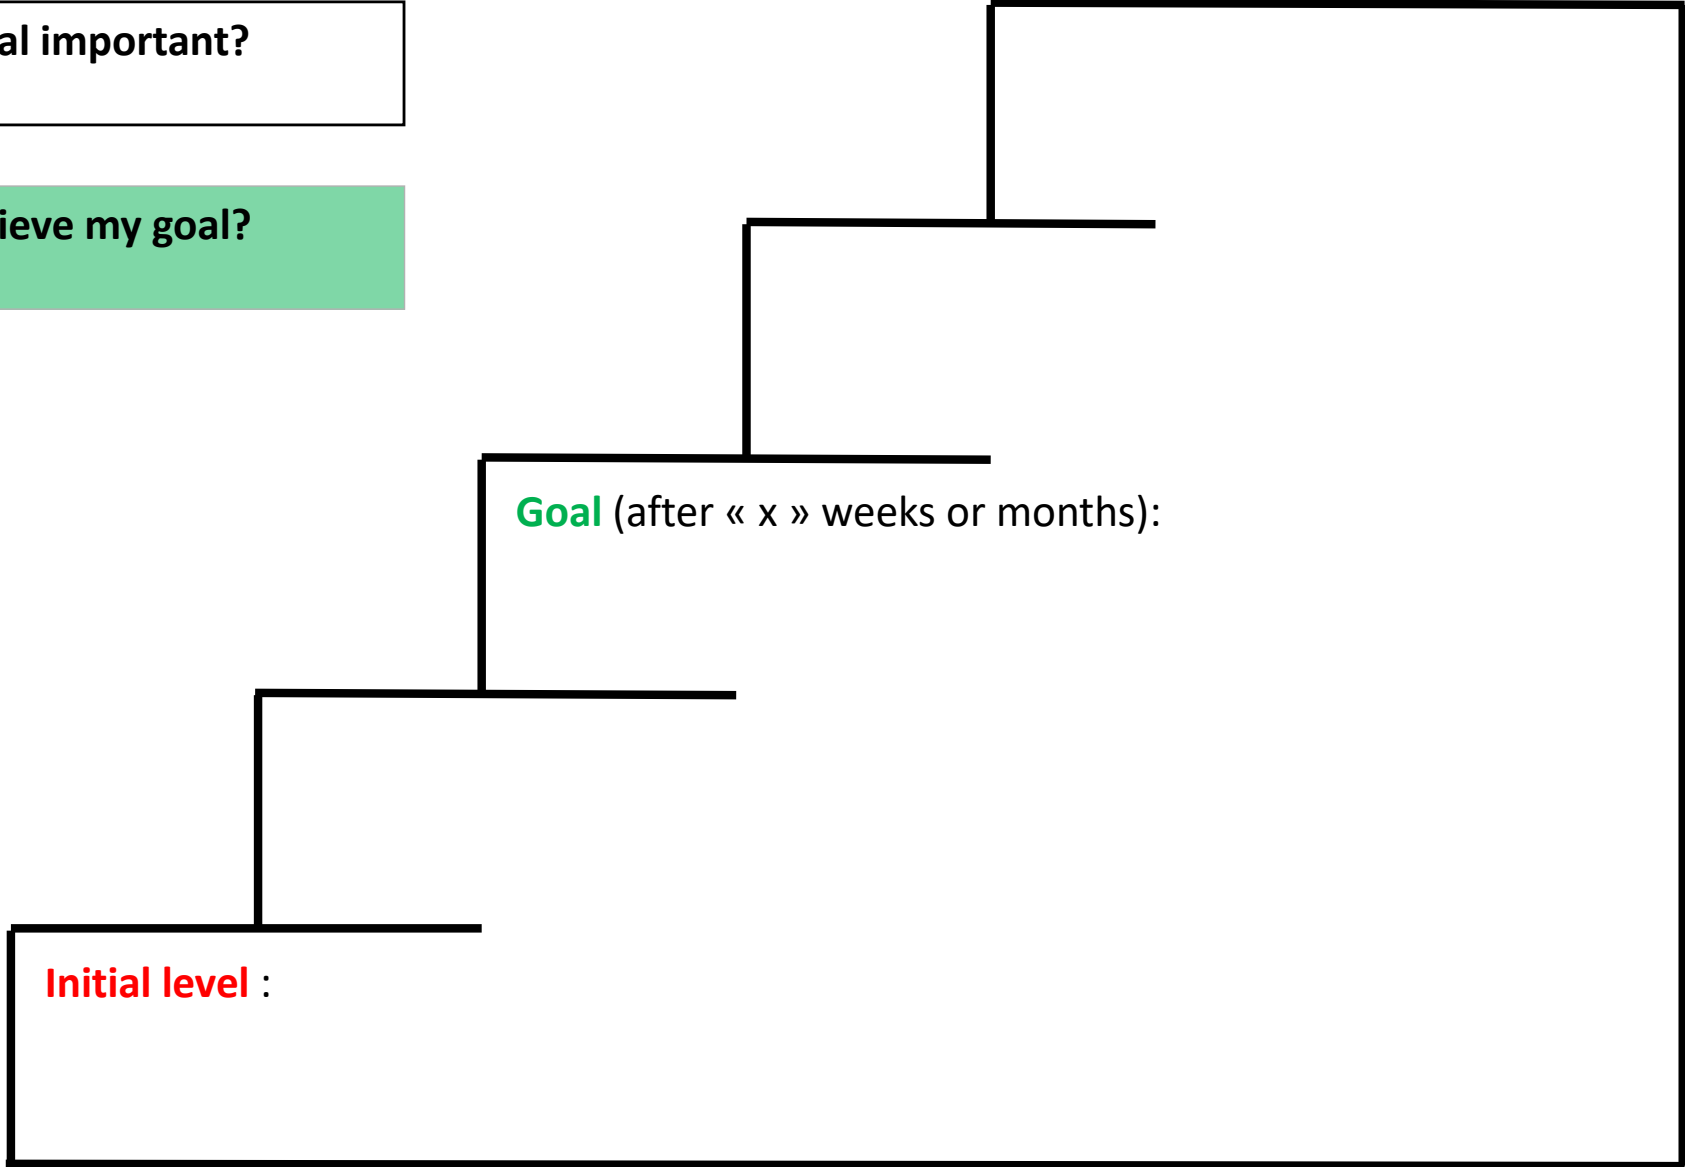 al important?
ieve my goal?
Goal (after « x » weeks or months):
Initial level :